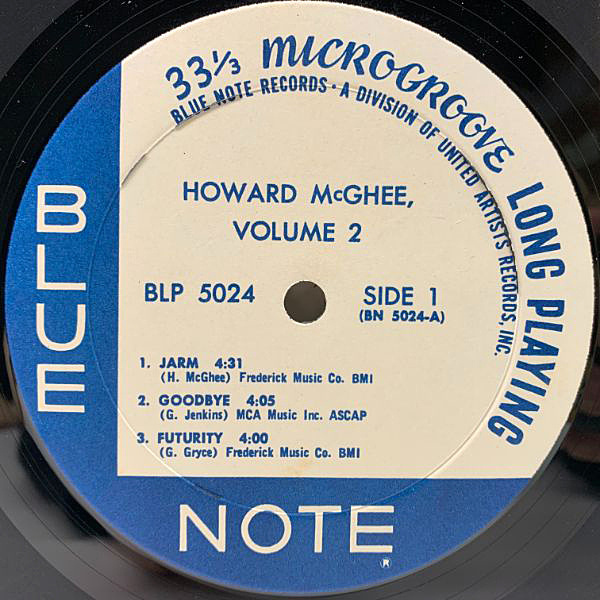 33⅓ MICROGROOVE LONG PLAYING
BLUE NOTE RECORDS · A DIVISION OF UNITED ARTISTS RECORDS, INC.
HOWARD McGHEE,
VOLUME 2
BLP 5024
SIDE 1
(BN 5024-A)
1. JARM 4:31
(H. McGhee) Frederick Music Co. BMI
2. GOODBYE 4:05
(G. Jenkins) MCA Music Inc. ASCAP
3. FUTURITY 4:00
(G. Gryce) Frederick Music Co. BMI
BLUE
NOTE®